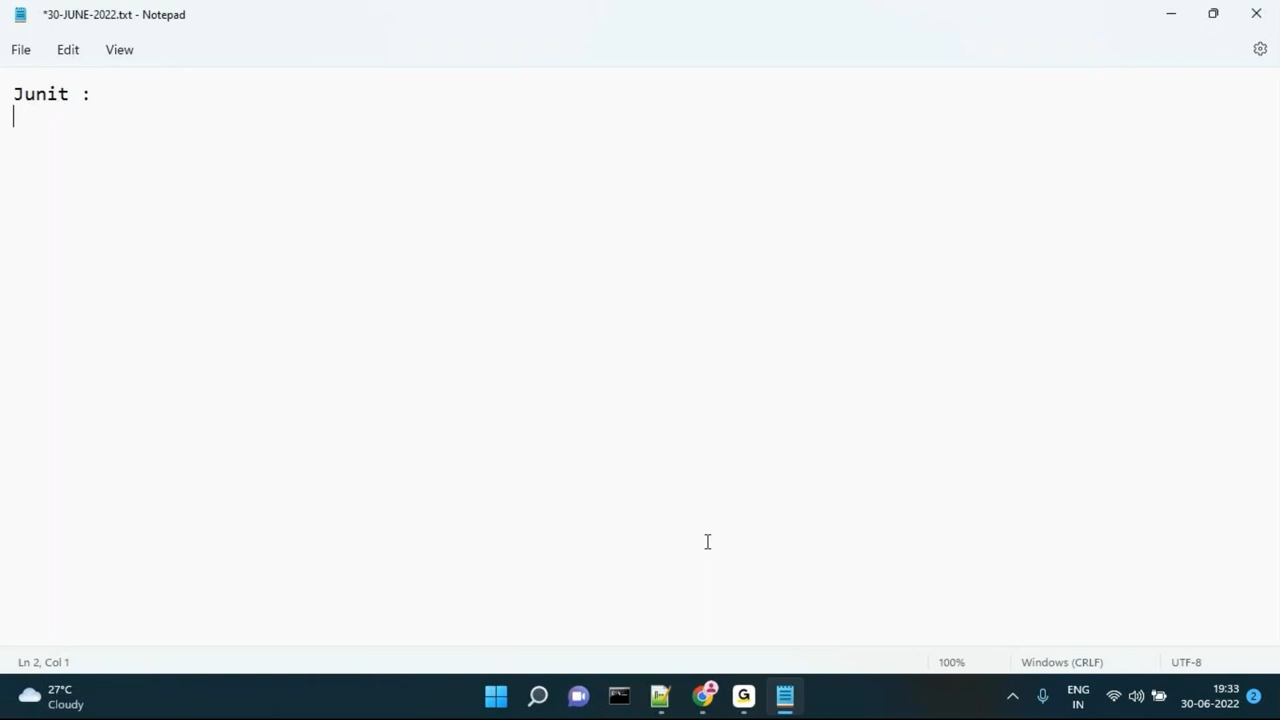 *30-JUNE-2022.txt - Notepad
File Edit View
Junit :
Ln 2, Col 1 100% Windows (CRLF) UTF-8
27°C
Cloudy
ENG
IN
19:33
30-06-2022
2
G